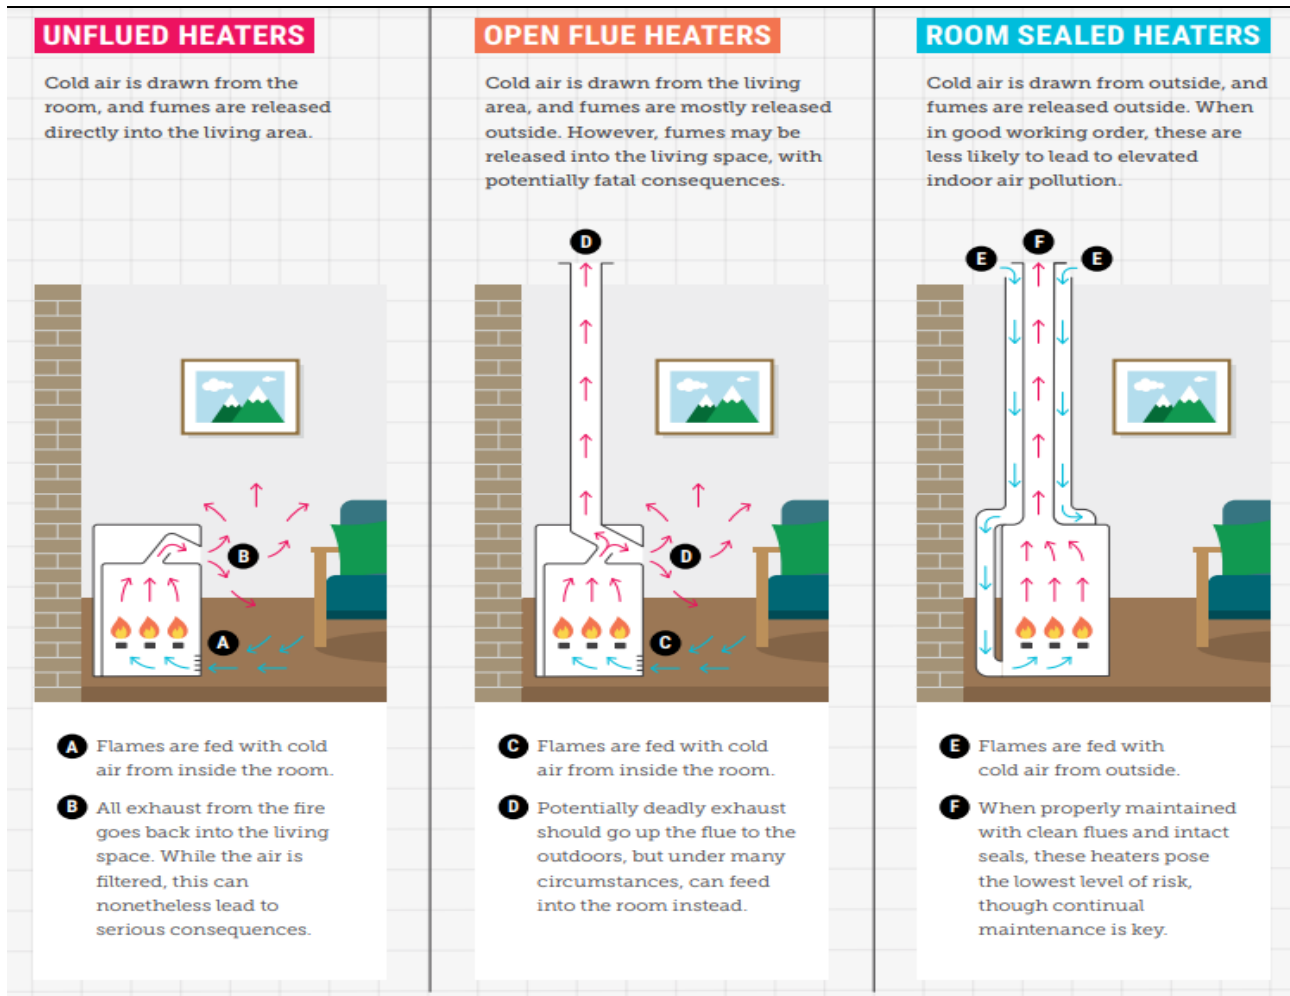 UNFLUED HEATERS
Cold air is drawn from the
room, and fumes are released
directly into the living area.
B
A
A Flames are fed with cold
air from inside the room.
B All exhaust from the fire
goes back into the living
space. While the air is
filtered, this can
nonetheless lead to
serious consequences.
OPEN FLUE HEATERS
Cold air is drawn from the living
area, and fumes are mostly released
outside. However, fumes may be
released into the living space, with
potentially fatal consequences.
D
D
C
C Flames are fed with cold
air from inside the room.
D Potentially deadly exhaust
should go up the flue to the
outdoors, but under many
circumstances, can feed
into the room instead.
ROOM SEALED HEATERS
Cold air is drawn from outside, and
fumes are released outside. When
in good working order, these are
less likely to lead to elevated
indoor air pollution.
E F E
E Flames are fed with
cold air from outside.
F When properly maintained
with clean flues and intact
seals, these heaters pose
the lowest level of risk,
though continual
maintenance is key.